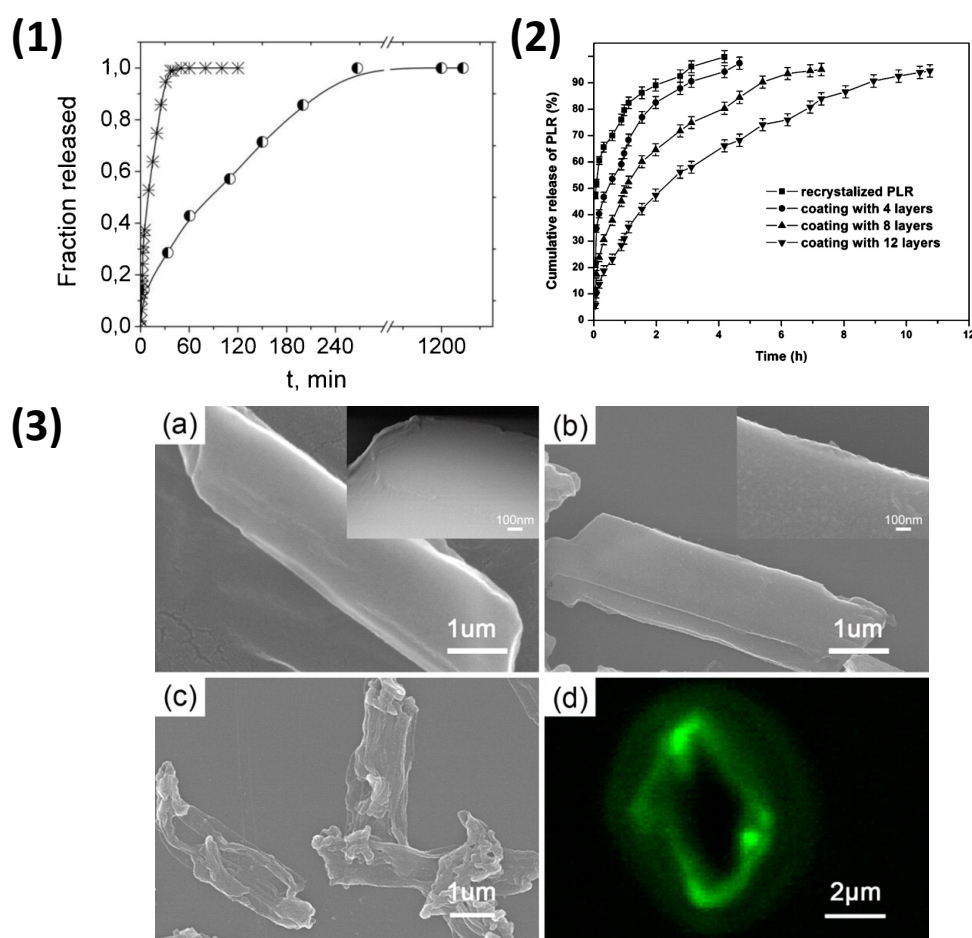 (1)
1,0
0,8
0,6
0,4
0,2
0,0
Fraction released
0 60 120 180 240 1200
t, min
(2)
90
80
70
60
50
40
30
20
10
0
Cumulative release of PLR (%)
recrystalized PLR
coating with 4 layers
coating with 8 layers
coating with 12 layers
0 2 4 6 8 10 12
Time (h)
(3)
(a)
100nm
1um
(b)
100nm
1um
(c)
1um
(d)
2μm